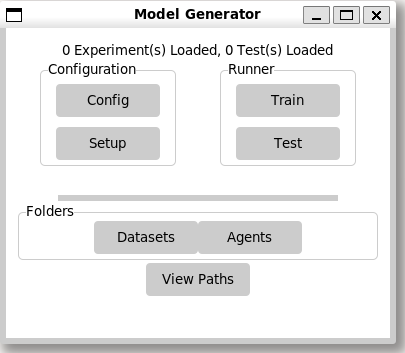 Model Generator
0 Experiment(s) Loaded, 0 Test(s) Loaded
Configuration
Config
Setup
Runner
Train
Test
Folders
Datasets
Agents
View Paths